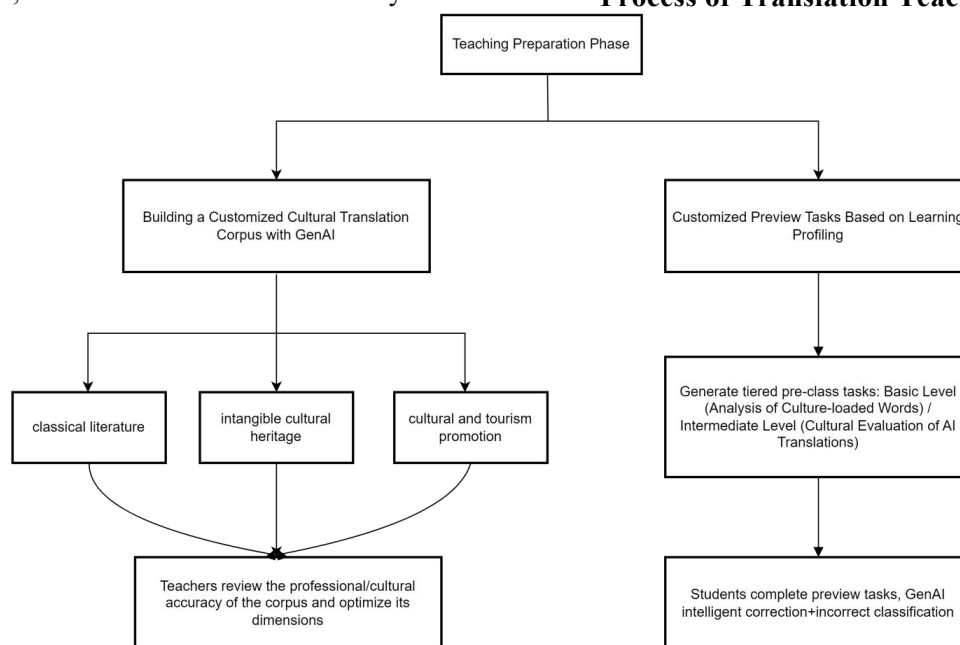 Process of Translation Teac
Teaching Preparation Phase
Building a Customized Cultural Translation
Corpus with GenAI
Customized Preview Tasks Based on Learning
Profiling
classical literature
intangible cultural
heritage
cultural and tourism
promotion
Generate tiered pre-class tasks: Basic Level
(Analysis of Culture-loaded Words) /
Intermediate Level (Cultural Evaluation of AI
Translations)
Teachers review the professional/cultural
accuracy of the corpus and optimize its
dimensions
Students complete preview tasks, GenAI
intelligent correction+incorrect classification